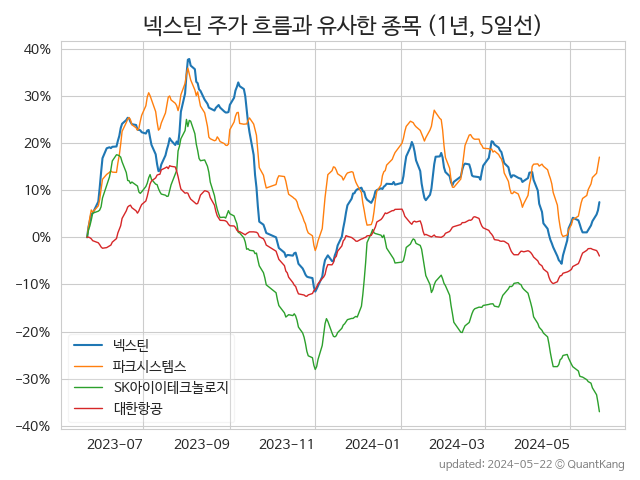 넥스틴 주가 흐름과 유사한 종목 (1년, 5일선)
40%
30%
20%
10%
0%
−10%
−20%
−30%
−40%
넥스틴
파크시스템스
SK아이이테크놀로지
대한항공
2023-07
2023-09
2023-11
2024-01
2024-03
2024-05
updated: 2024-05-22 © QuantKang